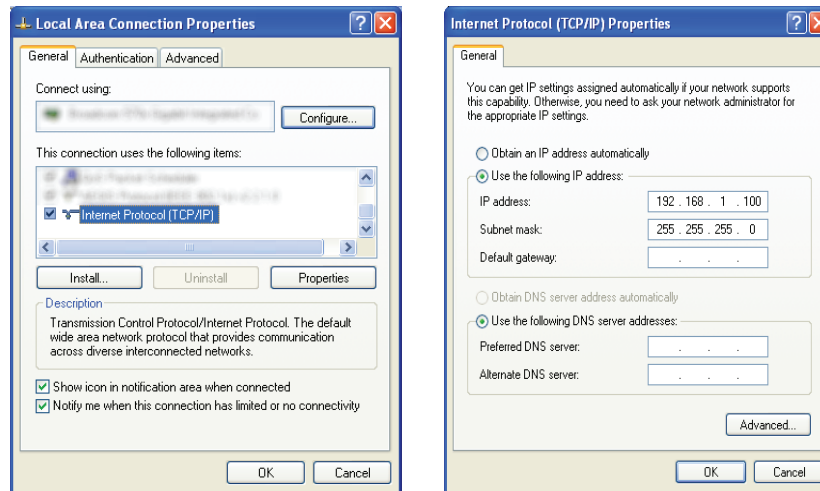 Local Area Connection Properties
General Authentication Advanced
Connect using:
Configure...
This connection uses the following items:
Internet Protocol (TCP/IP)
Install... Uninstall Properties
Description
Transmission Control Protocol/Internet Protocol. The default
wide area network protocol that provides communication
across diverse interconnected networks.
Show icon in notification area when connected
Notify me when this connection has limited or no connectivity
OK Cancel
Internet Protocol (TCP/IP) Properties
General
You can get IP settings assigned automatically if your network supports
this capability. Otherwise, you need to ask your network administrator for
the appropriate IP settings.
Obtain an IP address automatically
Use the following IP address:
IP address: 192 . 168 . 1 . 100
Subnet mask: 255 . 255 . 255 . 0
Default gateway: . . .
Obtain DNS server address automatically
Use the following DNS server addresses:
Preferred DNS server: . . .
Alternate DNS server: . . .
Advanced...
OK Cancel